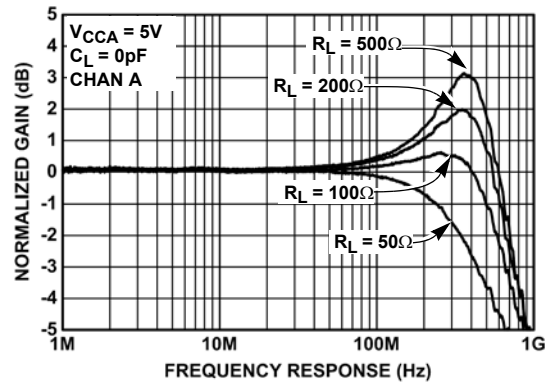 5
4
3
2
1
0
-1
-2
-3
-4
-5
NORMALIZED GAIN (dB)
V_CCA = 5V
C_L = 0pF
CHAN A
R_L = 500Ω
R_L = 200Ω
R_L = 100Ω
R_L = 50Ω
1M
10M
100M
1G
FREQUENCY RESPONSE (Hz)